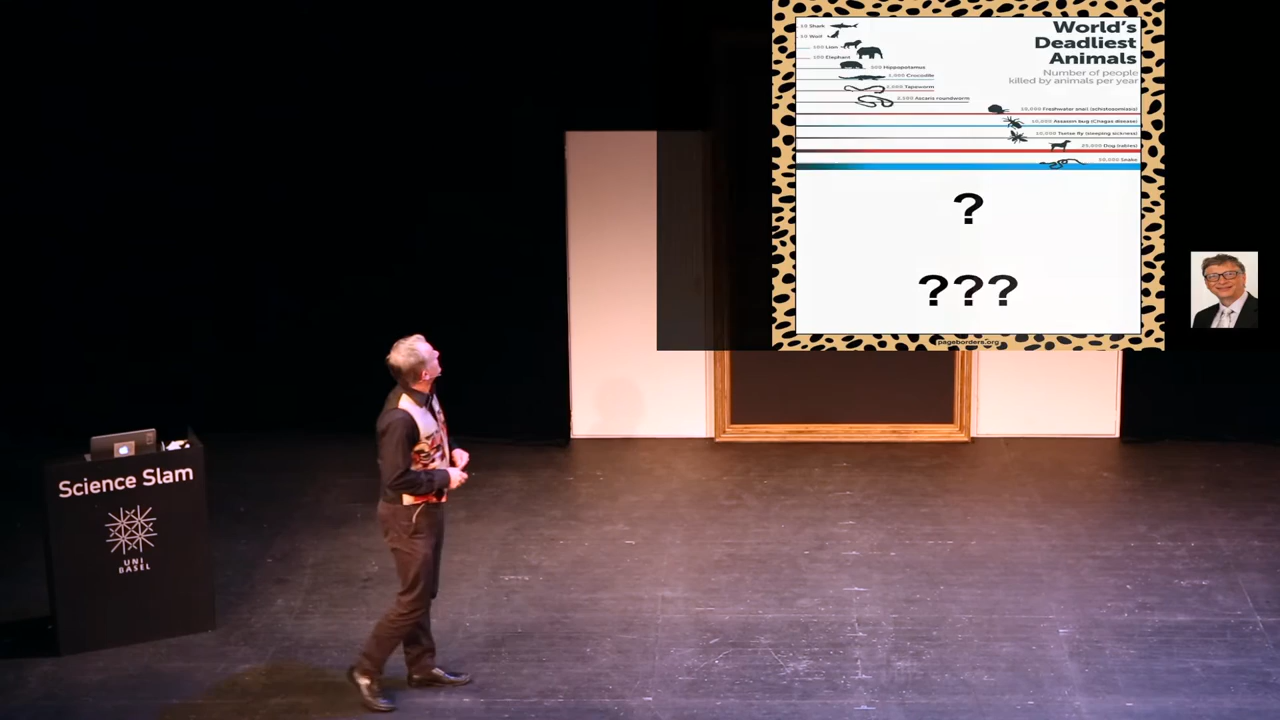 World's
Deadliest
Animals
Number of people
killed by animals per year
10 Shark
10 Wolf
100 Lion
100 Elephant
500 Hippopotamus
1,000 Crocodile
2,000 Tapeworm
2,500 Ascaris roundworm
10,000 Freshwater snail (schistosomiasis)
10,000 Assassin bug (Chagas disease)
10,000 Tsetse fly (sleeping sickness)
25,000 Dog (rabies)
50,000 Snake
?
???
pageborders.org
Science Slam
UNI
BASEL